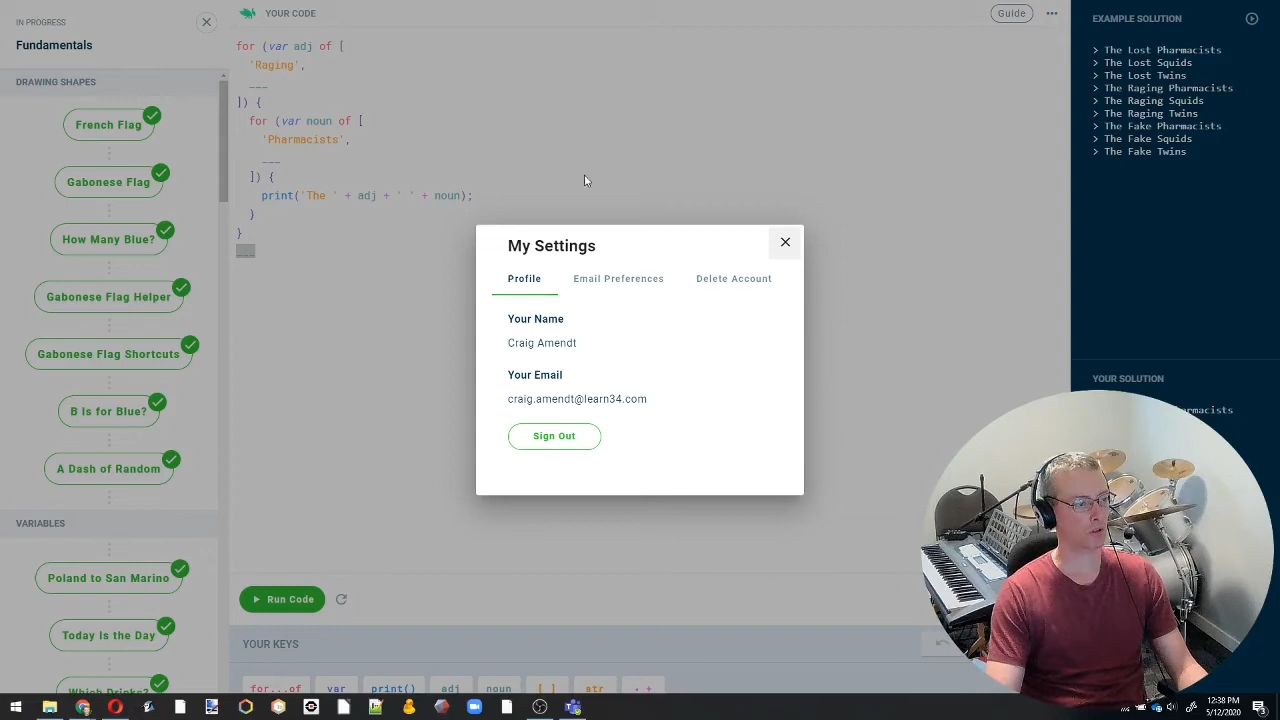 IN PROGRESS
Fundamentals
DRAWING SHAPES
French Flag
Gabonese Flag
How Many Blue?
Gabonese Flag Helper
Gabonese Flag Shortcuts
B Is for Blue?
A Dash of Random
VARIABLES
Poland to San Marino
Today Is the Day
Which Drinks?
YOUR CODE
Guide
for (var adj of [
'Raging',
___
]) {
for (var noun of [
'Pharmacists',
___
]) {
print('The ' + adj + ' ' + noun);
}
}
Run Code
YOUR KEYS
for...of var print() adj noun [ ] str + +
My Settings
Profile Email Preferences Delete Account
Your Name
Craig Amendt
Your Email
craig.amendt@learn34.com
Sign Out
EXAMPLE SOLUTION
> The Lost Pharmacists
> The Lost Squids
> The Lost Twins
> The Raging Pharmacists
> The Raging Squids
> The Raging Twins
> The Fake Pharmacists
> The Fake Squids
> The Fake Twins
YOUR SOLUTION
12:38 PM
5/12/2020